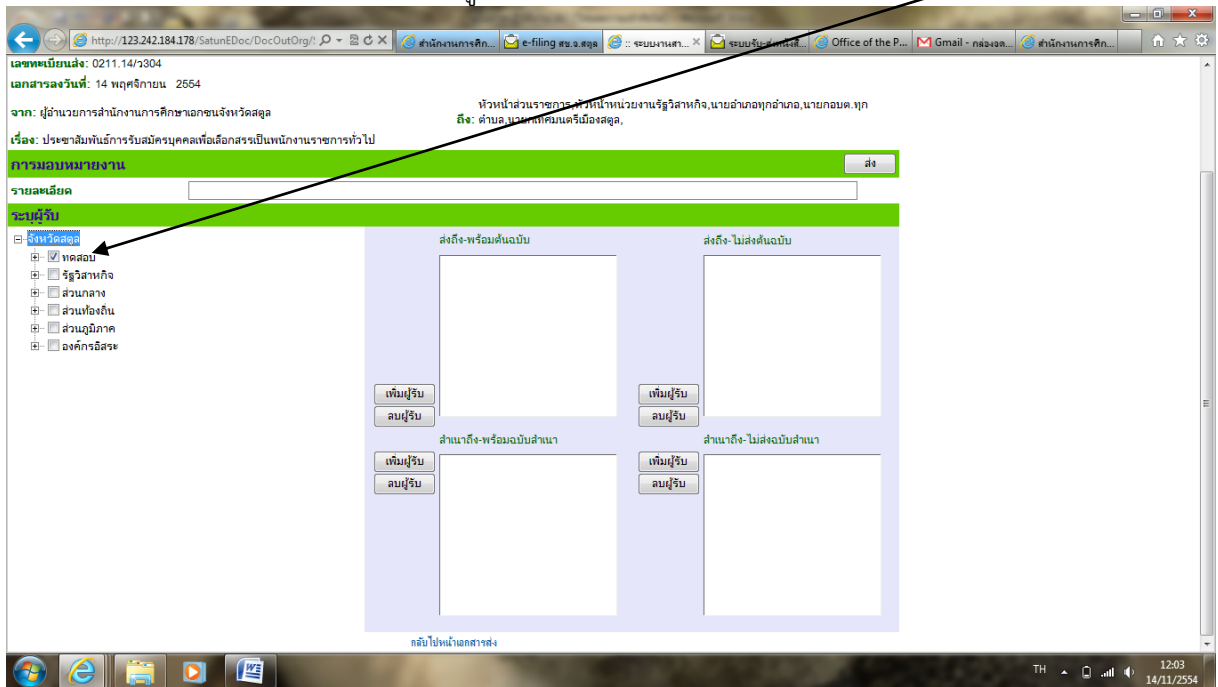 http://123.242.184.178/SatunEDoc/DocOutOrg/:
สำนักงานการศึก...
e-filing สช.จ.สตูล
:: ระบบงานสา...
ระบบรับ-ส่งหนังสื...
Office of the P...
Gmail - กล่องจด...
สำนักงานการศึก...
เลขทะเบียนส่ง: 0211.14/ว304
เอกสารลงวันที่: 14 พฤศจิกายน 2554
จาก: ผู้อำนวยการสำนักงานการศึกษาเอกชนจังหวัดสตูล
หัวหน้าส่วนราชการ,หัวหน้าหน่วยงานรัฐวิสาหกิจ,นายอำเภอทุกอำเภอ,นายกอบต.ทุก
ถึง: ตำบล,นายกเทศมนตรีเมืองสตูล,
เรื่อง: ประชาสัมพันธ์การรับสมัครบุคคลเพื่อเลือกสรรเป็นพนักงานราชการทั่วไป
การมอบหมายงาน
ส่ง
รายละเอียด
ระบุผู้รับ
จังหวัดสตูล
ทดสอบ
รัฐวิสาหกิจ
ส่วนกลาง
ส่วนท้องถิ่น
ส่วนภูมิภาค
องค์กรอิสระ
ส่งถึง-พร้อมต้นฉบับ
ส่งถึง-ไม่ส่งต้นฉบับ
เพิ่มผู้รับ
ลบผู้รับ
เพิ่มผู้รับ
ลบผู้รับ
สำเนาถึง-พร้อมฉบับสำเนา
สำเนาถึง-ไม่ส่งฉบับสำเนา
เพิ่มผู้รับ
ลบผู้รับ
เพิ่มผู้รับ
ลบผู้รับ
กลับไปหน้าเอกสารส่ง
TH
12:03
14/11/2554